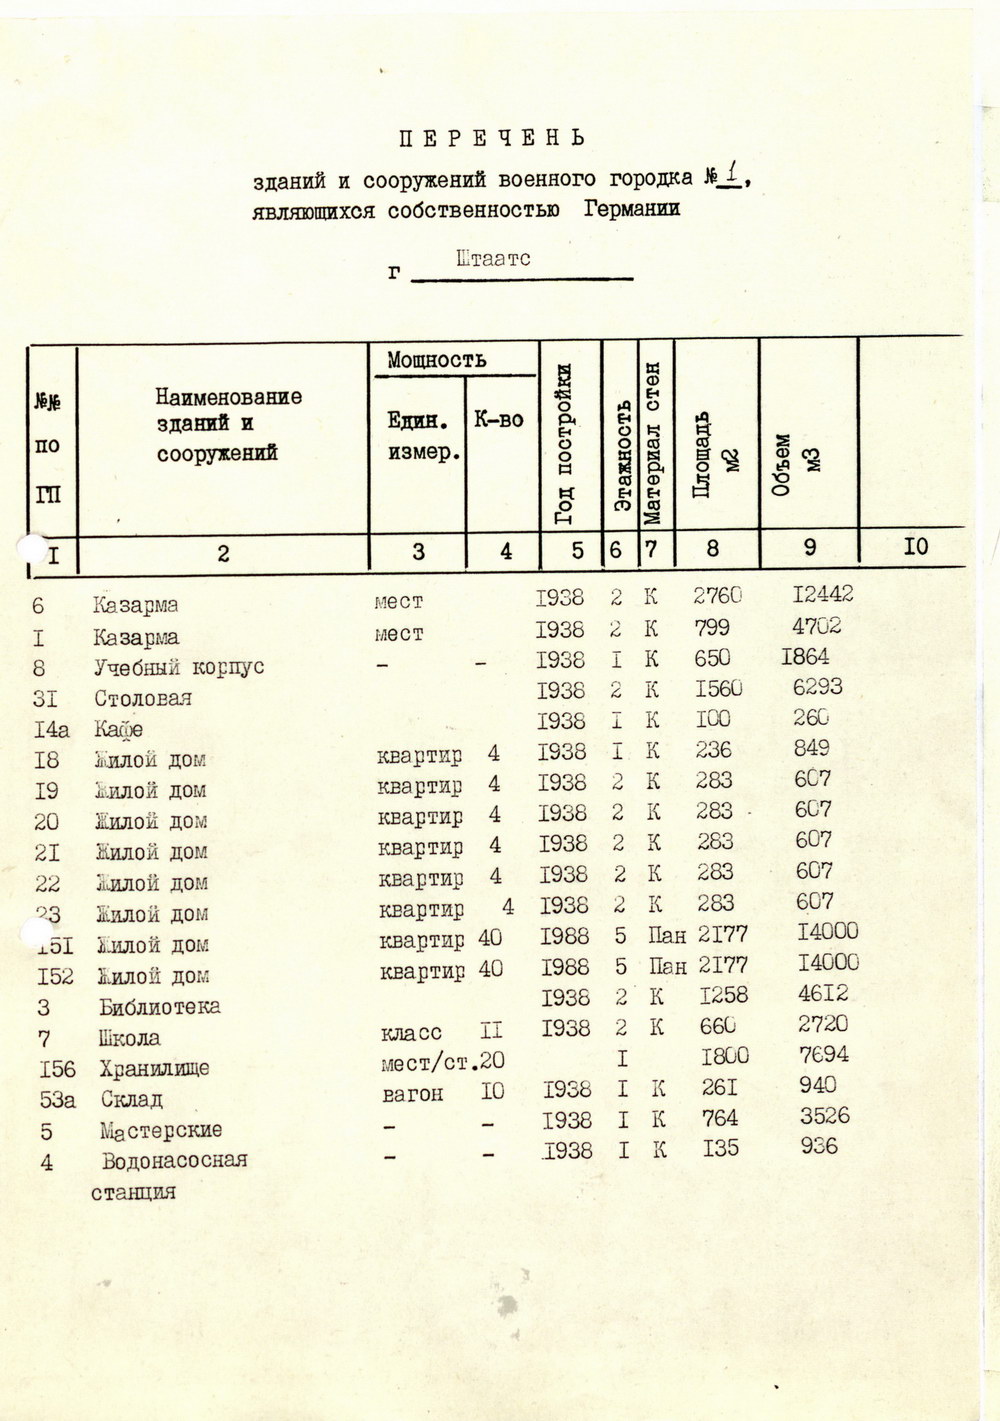 ПЕРЕЧЕНЬ
зданий и сооружений военного городка № 1,
являющихся собственностью Германии
г Штаатс
№№ по ГП Наименование зданий и сооружений Мощность Един. измер. К-во Год постройки Этажность Материал стен Площадь м2 Объем м3
I 2 3 4 5 6 7 8 9 I0
6 Казарма мест I938 2 К 2760 I2442
I Казарма мест I938 2 К 799 4702
8 Учебный корпус - - I938 I К 650 I864
3I Столовая I938 2 К I560 6293
I4а Кафе I938 I К I00 260
I8 Жилой дом квартир 4 I938 I К 236 849
I9 Жилой дом квартир 4 I938 2 К 283 607
20 Жилой дом квартир 4 I938 2 К 283 607
2I Жилой дом квартир 4 I938 2 К 283 607
22 Жилой дом квартир 4 I938 2 К 283 607
23 Жилой дом квартир 4 I938 2 К 283 607
I5I Жилой дом квартир 40 I988 5 Пан 2I77 I4000
I52 Жилой дом квартир 40 I988 5 Пан 2I77 I4000
3 Библиотека I938 2 К I258 46I2
7 Школа класс II I938 2 К 660 2720
I56 Хранилище мест/ст.20 I I800 7694
53а Склад вагон I0 I938 I К 26I 940
5 Мастерские - - I938 I К 764 3526
4 Водонасосная - - I938 I К I35 936
станция